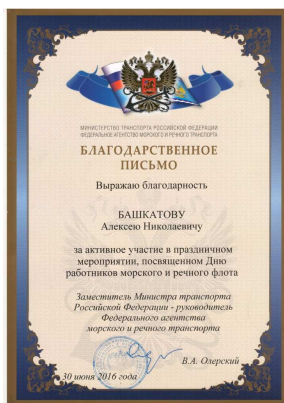 МИНИСТЕРСТВО ТРАНСПОРТА РОССИЙСКОЙ ФЕДЕРАЦИИ
ФЕДЕРАЛЬНОЕ АГЕНТСТВО МОРСКОГО И РЕЧНОГО ТРАНСПОРТА
БЛАГОДАРСТВЕННОЕ
ПИСЬМО
Выражаю благодарность
БАШКАТОВУ
Алексею Николаевичу
за активное участие в праздничном
мероприятии, посвященном Дню
работников морского и речного флота
Заместитель Министра транспорта
Российской Федерации - руководитель
Федерального агентства
морского и речного транспорта
В.А. Олерский
30 июня 2016 года